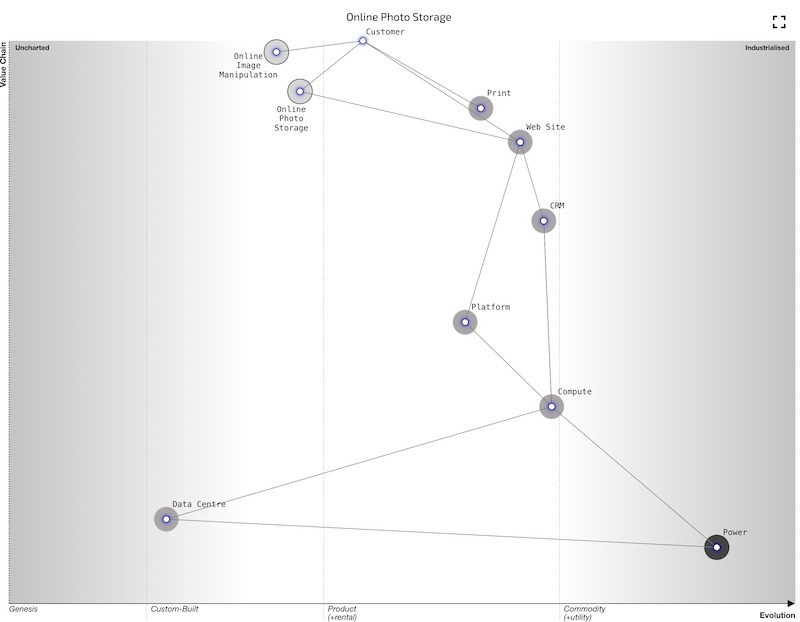 Online Photo Storage
Customer
Value Chain
Uncharted
Industrialised
Online
Image
Manipulation
Print
Online
Photo
Storage
Web Site
CRM
Platform
Compute
Data Centre
Power
Genesis
Custom-Built
Product
(+rental)
Commodity
(+utility)
Evolution